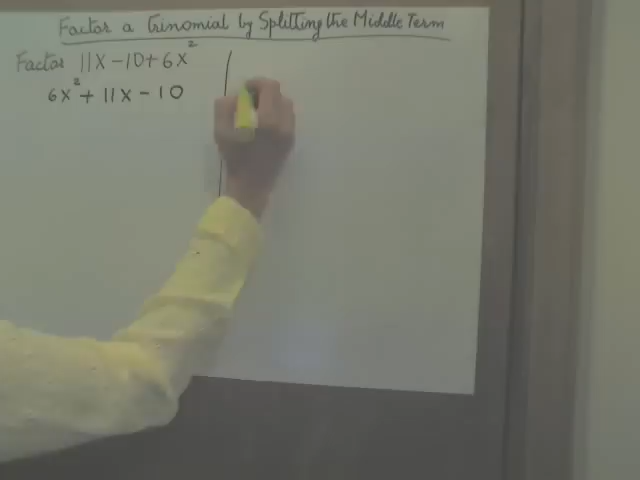 Factor a trinomial by Splitting the Middle Term
Factor 11x - 10 + 6x²
6x² + 11x - 10